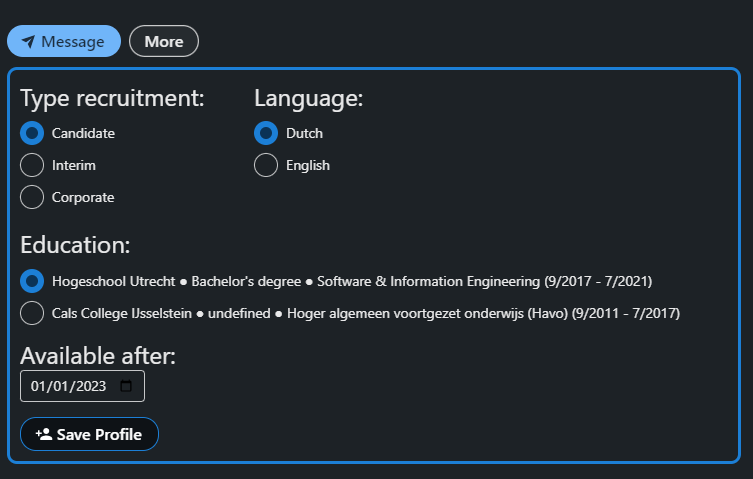 Message More
Type recruitment: Language:
Candidate Dutch
Interim English
Corporate
Education:
Hogeschool Utrecht ● Bachelor's degree ● Software & Information Engineering (9/2017 - 7/2021)
Cals College IJsselstein ● undefined ● Hoger algemeen voortgezet onderwijs (Havo) (9/2011 - 7/2017)
Available after:
01/01/2023
Save Profile